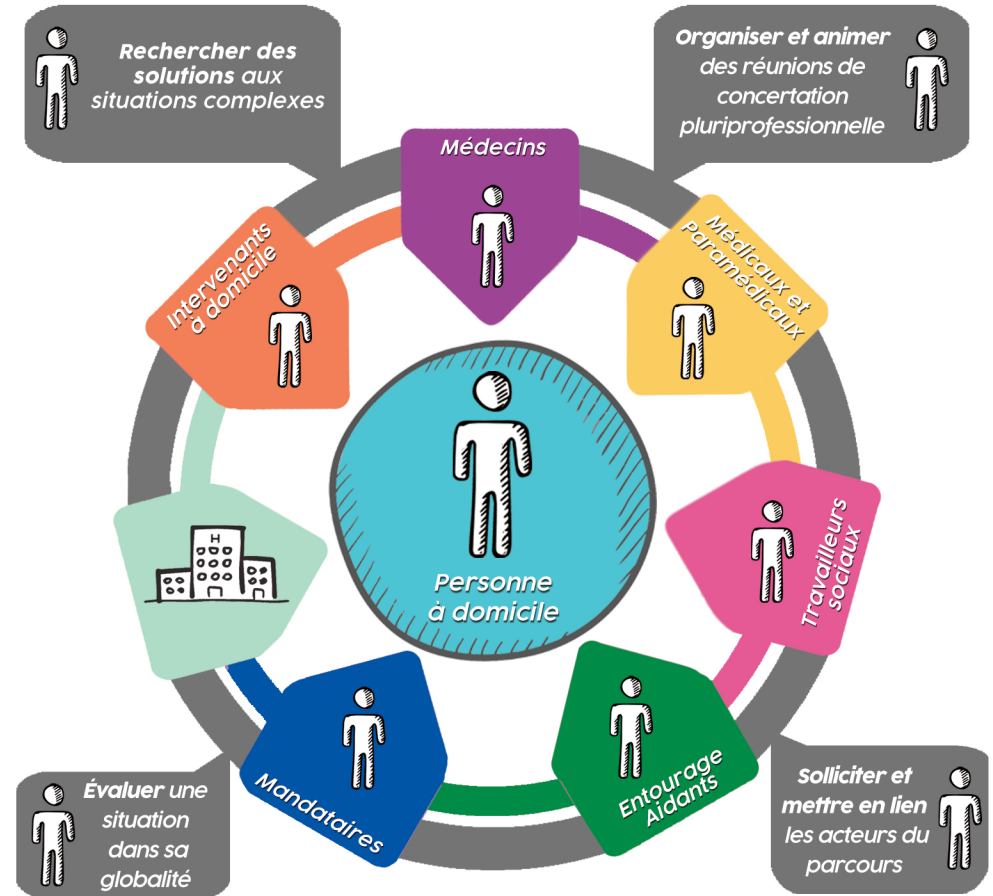 Rechercher des
solutions aux
situations complexes
Organiser et animer
des réunions de
concertation
pluriprofessionnelle
Médecins
Intervenants
à domicile
Médicaux et
Paramédicaux
H
Travailleurs
sociaux
Personne
à domicile
Mandataires
Entourage
Aidants
Évaluer une
situation
dans sa
globalité
Solliciter et
mettre en lien
les acteurs du
parcours